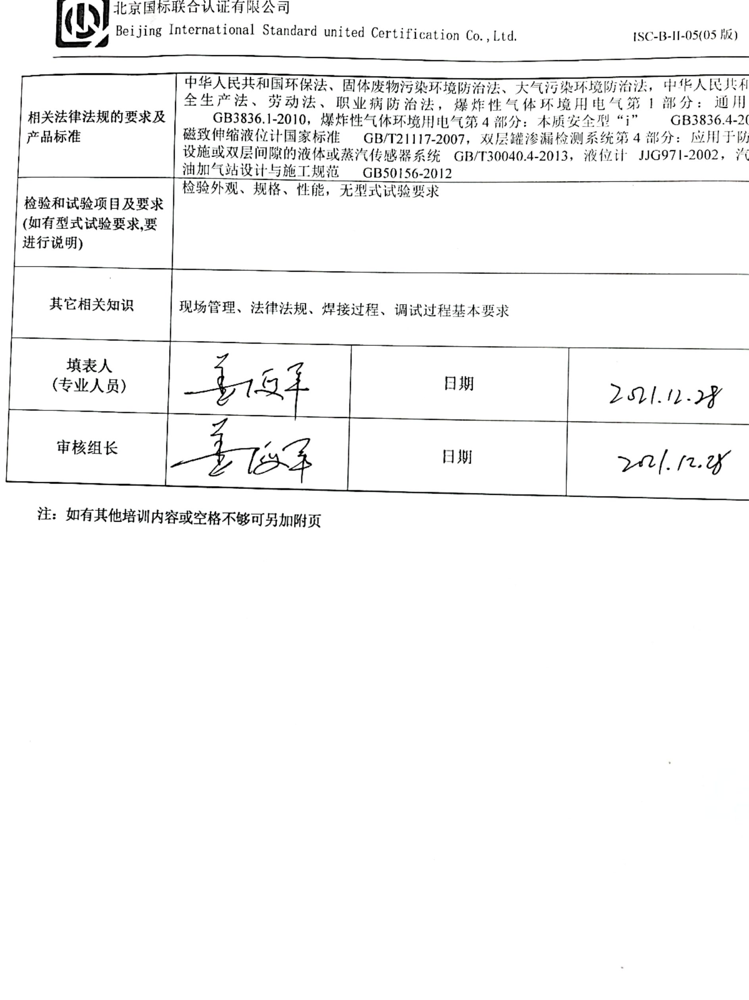 北京国标联合认证有限公司
Beijing International Standard united Certification Co.,Ltd.
ISC-B-II-05(05 版)
相关法律法规的要求及
产品标准
中华人民共和国环保法、固体废物污染环境防治法、大气污染环境防治法，中华人民共和
全生产法、劳动法、职业病防治法，爆炸性气体环境用电气第 1 部分：通用
GB3836.1-2010，爆炸性气体环境用电气第 4 部分：本质安全型“i” GB3836.4-20
磁致伸缩液位计国家标准 GB/T21117-2007，双层罐渗漏检测系统第 4 部分：应用于防
设施或双层间隙的液体或蒸汽传感器系统 GB/T30040.4-2013，液位计 JJG971-2002，汽
油加气站设计与施工规范 GB50156-2012
检验和试验项目及要求
(如有型式试验要求,要
进行说明)
检验外观、规格、性能，无型式试验要求
其它相关知识
现场管理、法律法规、焊接过程、调试过程基本要求
填表人
（专业人员）
日期
2021.12.28
审核组长
日期
2021.12.28
注：如有其他培训内容或空格不够可另加附页